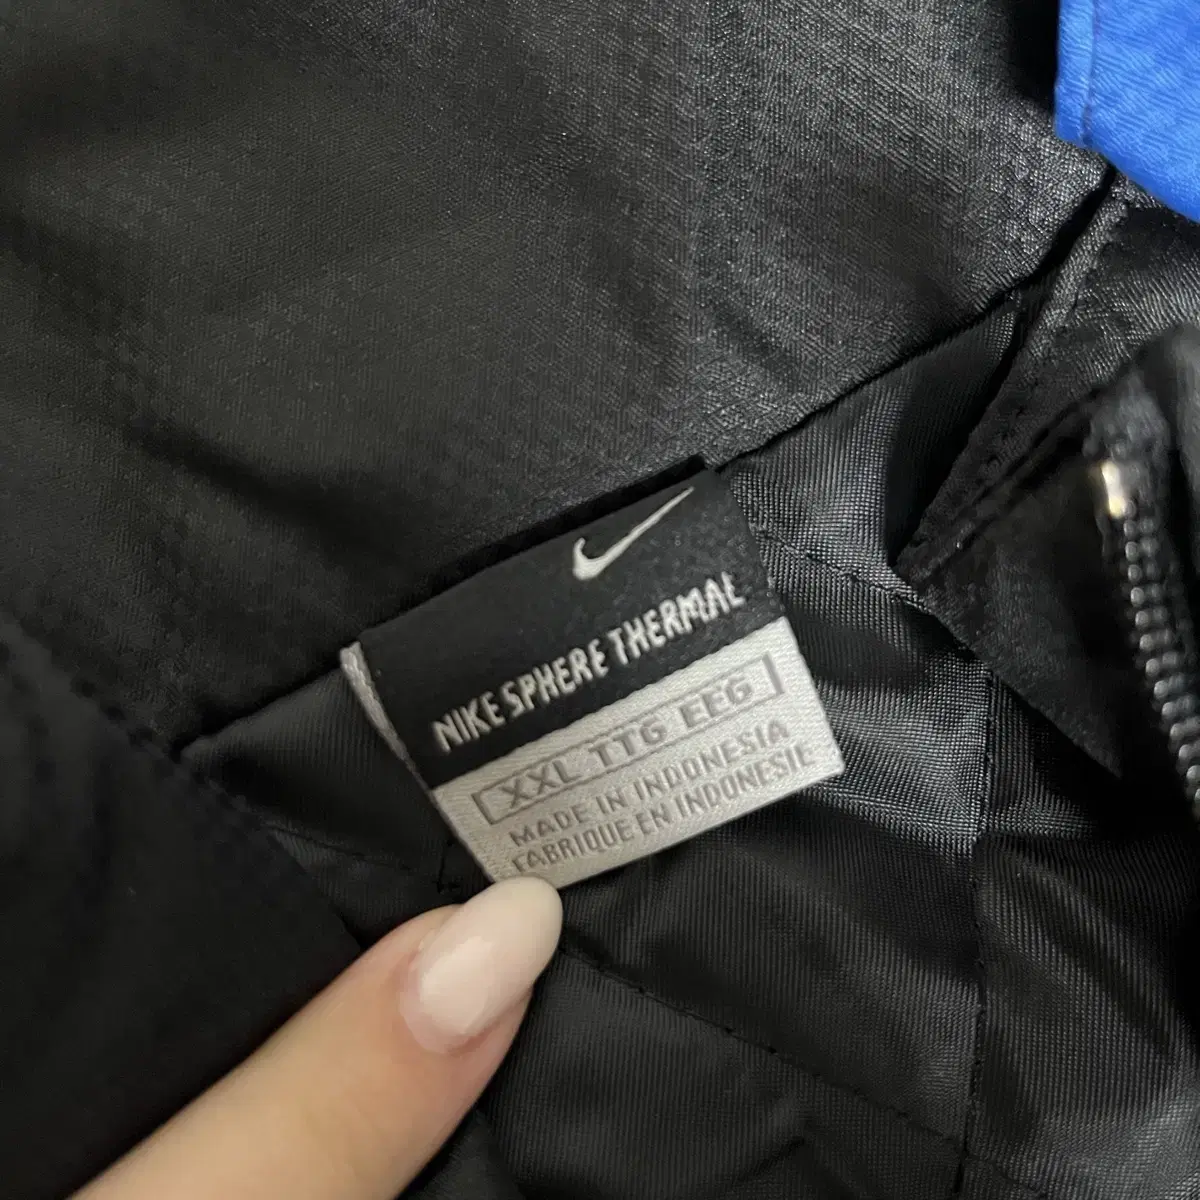 NIKE SPHERE THERMAL
XXL TTG EEG
MADE IN INDONESIA
FABRIQUE EN INDONESIE